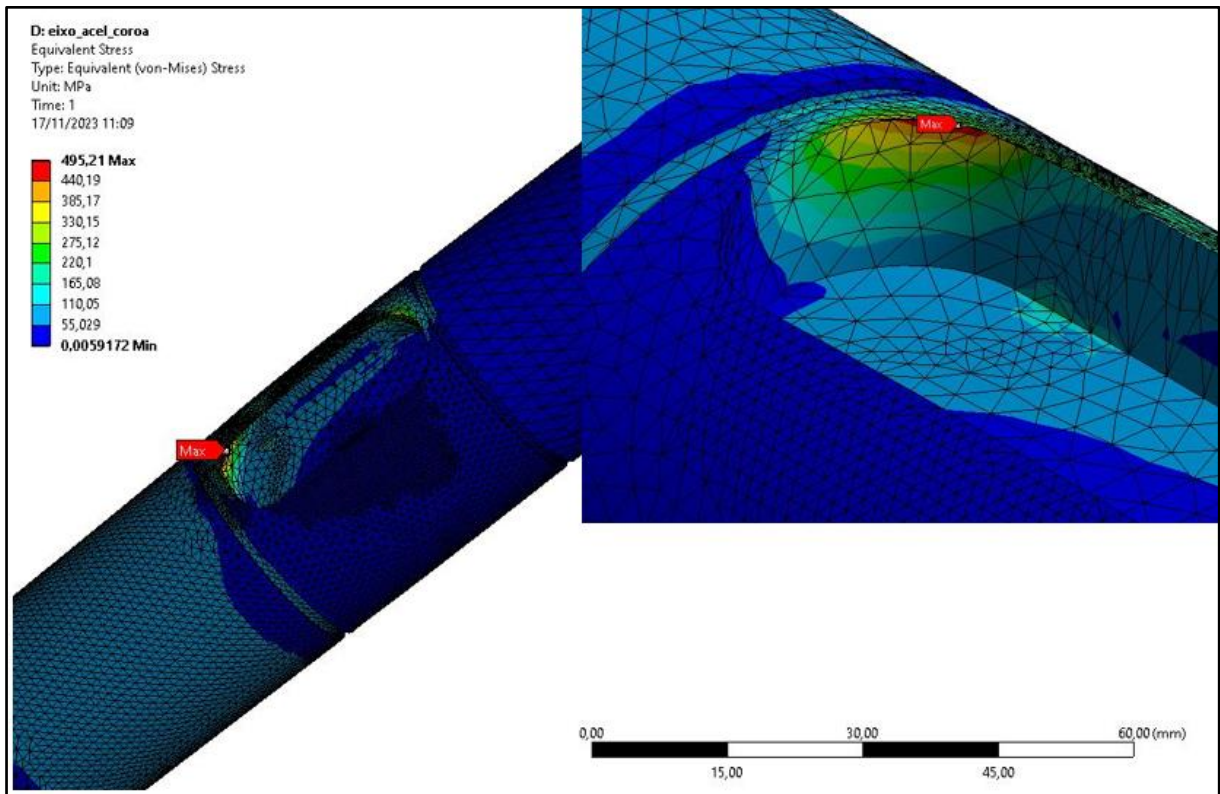 D: eixo_acel_coroa
Equivalent Stress
Type: Equivalent (von-Mises) Stress
Unit: MPa
Time: 1
17/11/2023 11:09
495,21 Max
440,19
385,17
330,15
275,12
220,1
165,08
110,05
55,029
0,0059172 Min
Max
Max
0,00 30,00 60,00 (mm)
15,00 45,00